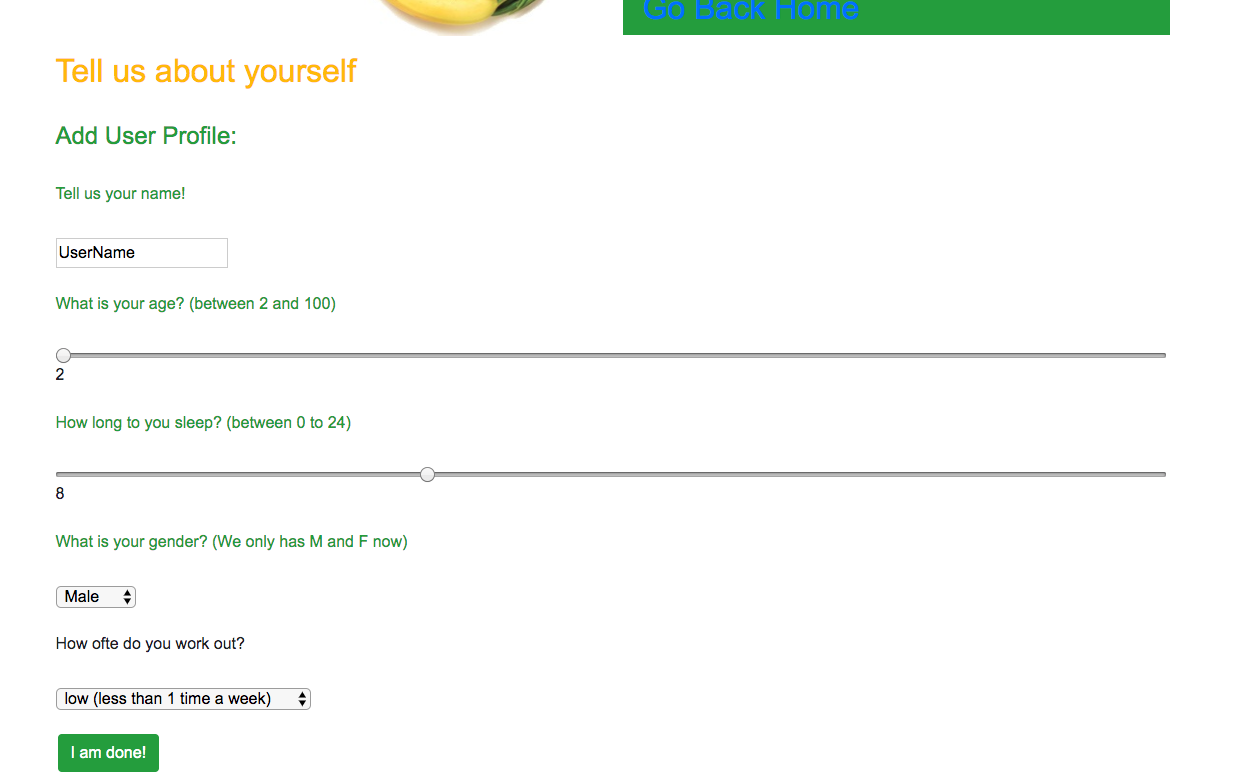 Go Back Home
Tell us about yourself
Add User Profile:
Tell us your name!
UserName
What is your age? (between 2 and 100)
2
How long to you sleep? (between 0 to 24)
8
What is your gender? (We only has M and F now)
Male
How ofte do you work out?
low (less than 1 time a week)
I am done!